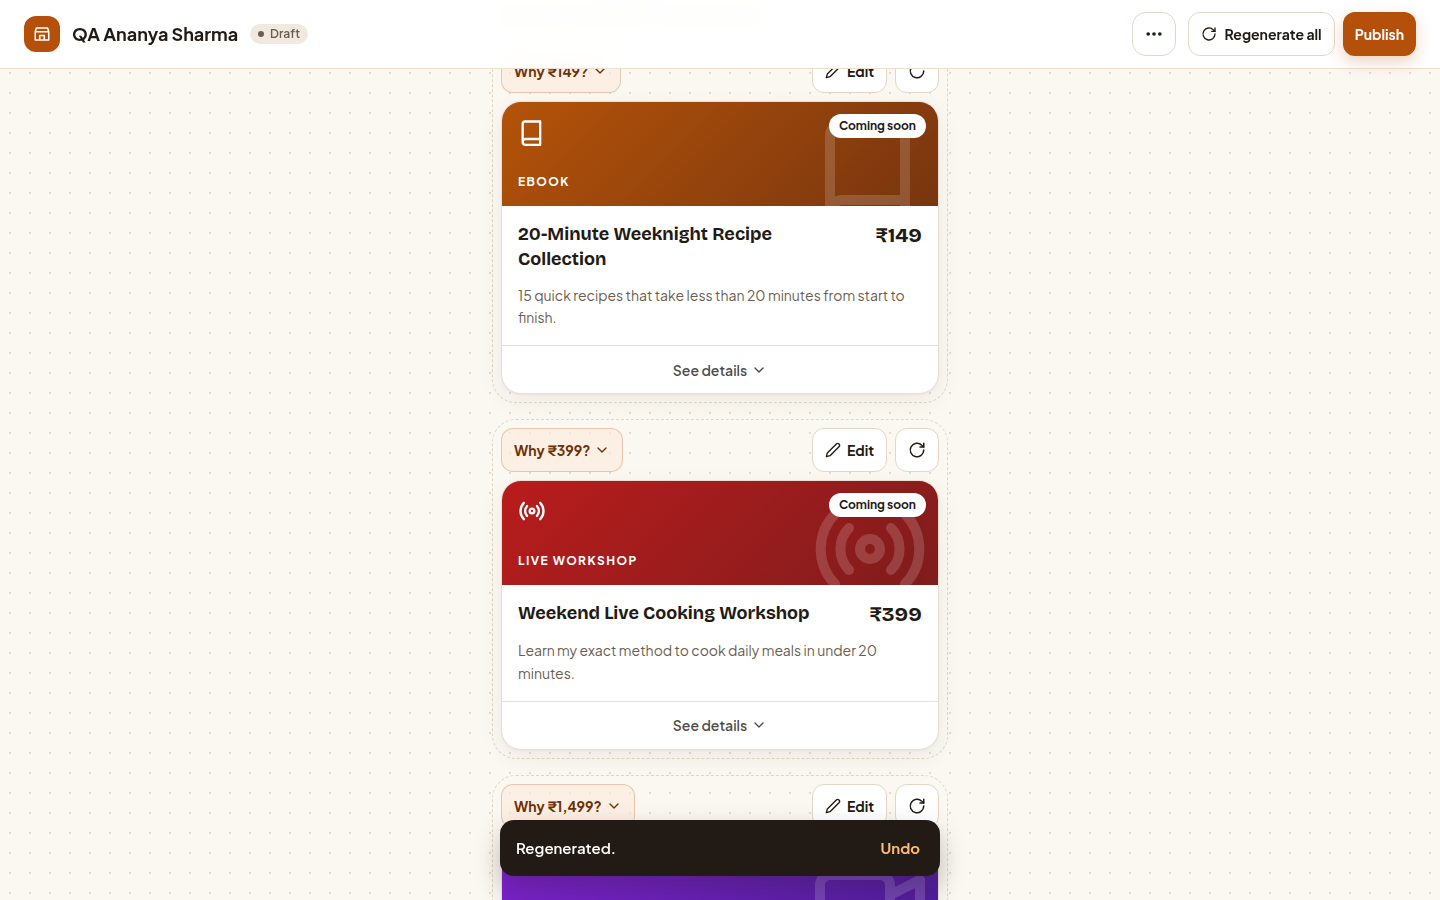 QA Ananya Sharma
Draft
Regenerate all
Publish
Why ₹149?
Edit
Coming soon
EBOOK
20-Minute Weeknight Recipe
Collection
₹149
15 quick recipes that take less than 20 minutes from start to
finish.
See details
Why ₹399?
Edit
Coming soon
LIVE WORKSHOP
Weekend Live Cooking Workshop
₹399
Learn my exact method to cook daily meals in under 20
minutes.
See details
Why ₹1,499?
Edit
Regenerated.
Undo